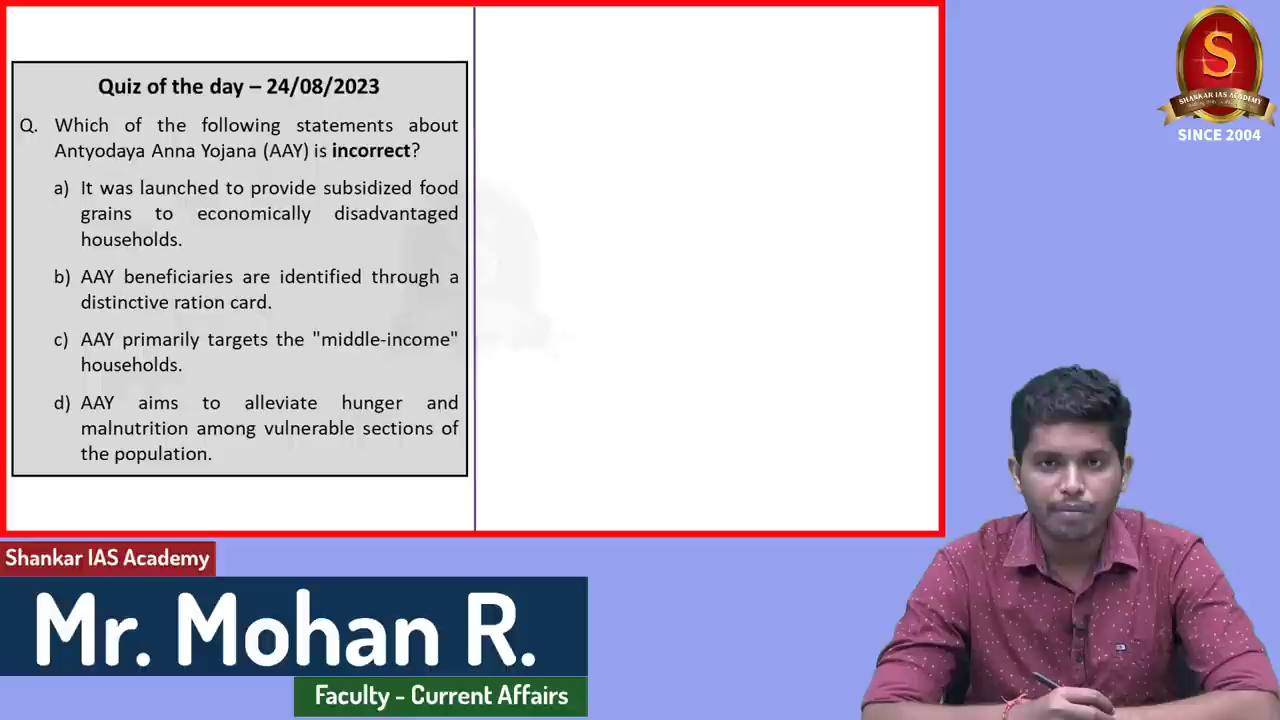 Quiz of the day – 24/08/2023
Q. Which of the following statements about
Antyodaya Anna Yojana (AAY) is incorrect?
a) It was launched to provide subsidized food
grains to economically disadvantaged
households.
b) AAY beneficiaries are identified through a
distinctive ration card.
c) AAY primarily targets the "middle-income"
households.
d) AAY aims to alleviate hunger and
malnutrition among vulnerable sections of
the population.
S
SHANKAR IAS ACADEMY
SINCE 2004
Shankar IAS Academy
Mr. Mohan R.
Faculty - Current Affairs